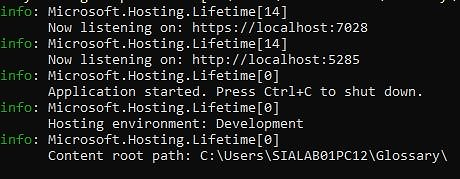 info: Microsoft.Hosting.Lifetime[14]
Now listening on: https://localhost:7028
info: Microsoft.Hosting.Lifetime[14]
Now listening on: http://localhost:5285
info: Microsoft.Hosting.Lifetime[0]
Application started. Press Ctrl+C to shut down.
info: Microsoft.Hosting.Lifetime[0]
Hosting environment: Development
info: Microsoft.Hosting.Lifetime[0]
Content root path: C:\Users\SIALAB01PC12\Glossary\